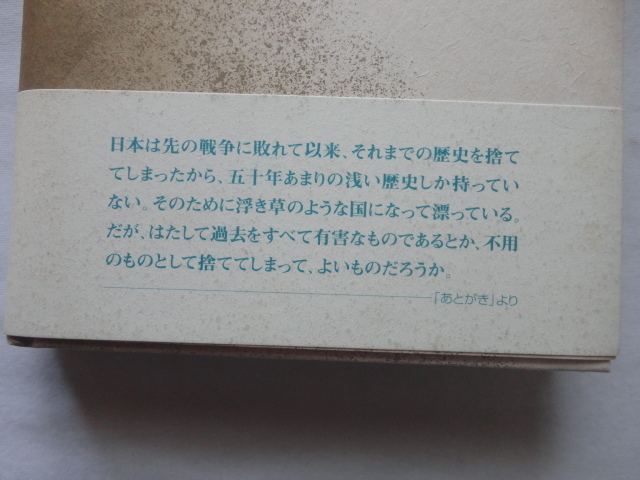 日本は先の戦争に敗れて以来、それまでの歴史を捨て
てしまったから、五十年あまりの浅い歴史しか持ってい
ない。そのために浮き草のような国になって漂っている。
だが、はたして過去をすべて有害なものであるとか、不用
のものとして捨ててしまって、よいものだろうか。
「あとがき」より